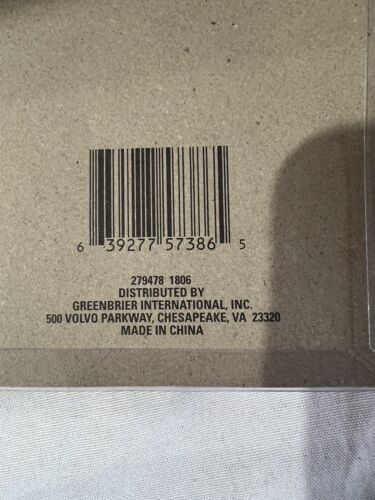 6 39277 57386 5
279478 1806
DISTRIBUTED BY
GREENBRIER INTERNATIONAL, INC.
500 VOLVO PARKWAY, CHESAPEAKE, VA 23320
MADE IN CHINA